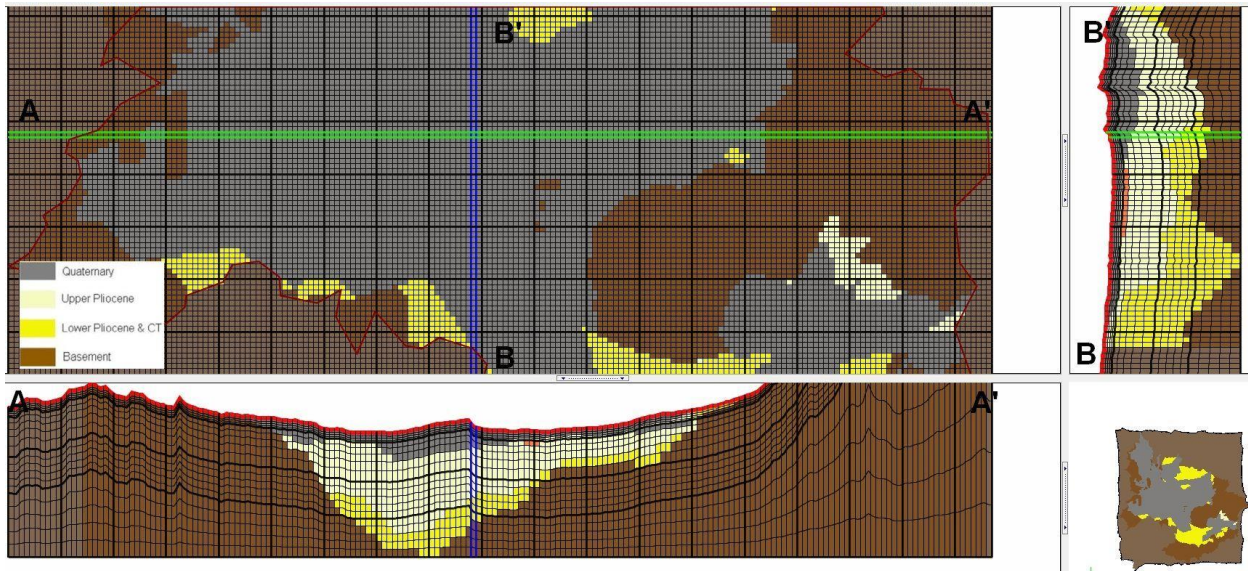 B'
B'
A
A'
Quaternary
Upper Pliocene
Lower Pliocene & CT
Basement
B
B
A
A'